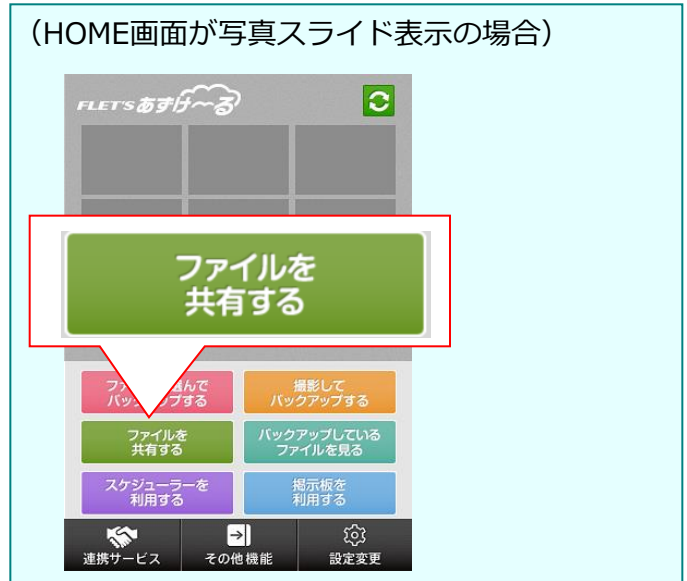 （HOME画面が写真スライド表示の場合）
FLET'S あずけ〜る
ファイルを
共有する
撮影して
バックアップする
ファイルを
共有する
バックアップしている
ファイルを見る
スケジューラーを
利用する
掲示板を
利用する
連携サービス
その他機能
設定変更